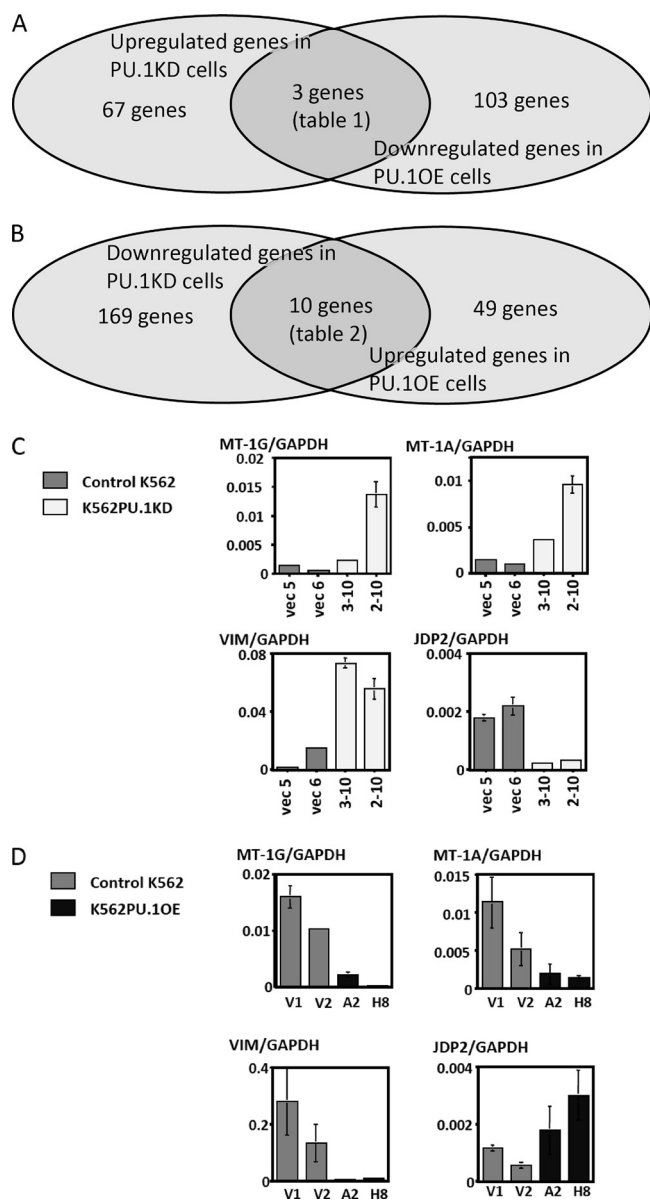 A
Upregulated genes in
PU.1KD cells
67 genes
3 genes
(table 1)
103 genes
Downregulated genes in
PU.1OE cells
B
Downregulated genes in
PU.1KD cells
169 genes
10 genes
(table 2)
49 genes
Upregulated genes in
PU.1OE cells
C
Control K562
K562PU.1KD
MT-1G/GAPDH
0.02
0.015
0.01
0.005
0
vec 5
vec 6
3-10
2-10
MT-1A/GAPDH
0.01
0.005
0
vec 5
vec 6
3-10
2-10
VIM/GAPDH
0.08
0.04
0
vec 5
vec 6
3-10
2-10
JDP2/GAPDH
0.004
0.002
0
vec 5
vec 6
3-10
2-10
D
Control K562
K562PU.1OE
MT-1G/GAPDH
0.02
0.01
0
V1 V2 A2 H8
MT-1A/GAPDH
0.015
0.01
0.005
0
V1 V2 A2 H8
VIM/GAPDH
0.4
0.2
0
V1 V2 A2 H8
JDP2/GAPDH
0.004
0.002
0
V1 V2 A2 H8